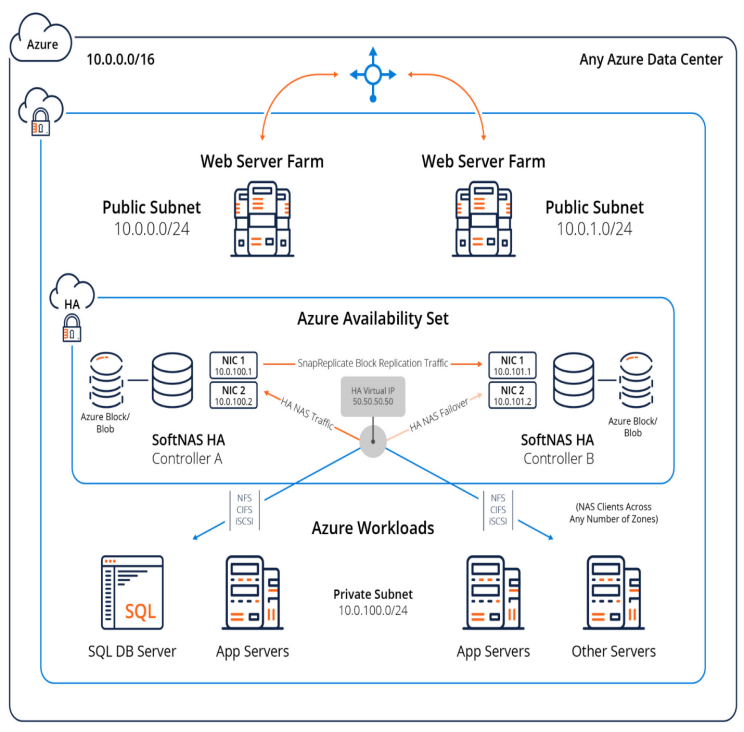 Azure
10.0.0.0/16
Any Azure Data Center
Web Server Farm
Web Server Farm
Public Subnet
10.0.0.0/24
Public Subnet
10.0.1.0/24
HA
Azure Availability Set
NIC 1
10.0.100.1
SnapReplicate Block Replication Traffic
NIC 1
10.0.101.1
NIC 2
10.0.100.2
HA Virtual IP
50.50.50.50
NIC 2
10.0.101.2
HA NAS Traffic
HA NAS Failover
Azure Block/
Blob
Azure Block/
Blob
SoftNAS HA
Controller A
SoftNAS HA
Controller B
NFS
CIFS
iSCSI
NFS
CIFS
iSCSI
(NAS Clients Across
Any Number of Zones)
Azure Workloads
SQL
Private Subnet
10.0.100.0/24
SQL DB Server
App Servers
App Servers
Other Servers